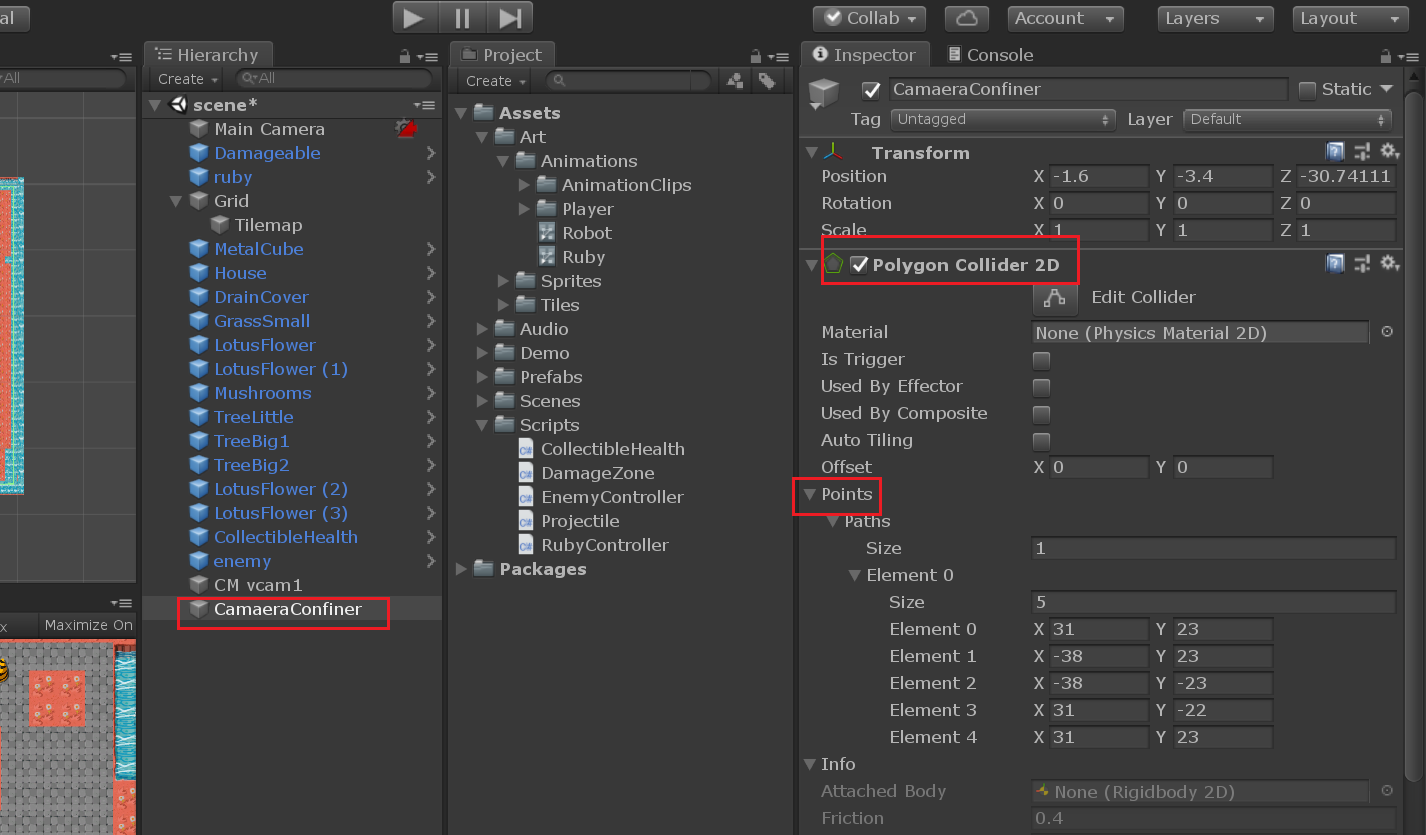 al
Collab
Account
Layers
Layout
All
Hierarchy
Create
All
scene*
Main Camera
Damageable
ruby
Grid
Tilemap
MetalCube
House
DrainCover
GrassSmall
LotusFlower
LotusFlower (1)
Mushrooms
TreeLittle
TreeBig1
TreeBig2
LotusFlower (2)
LotusFlower (3)
CollectibleHealth
enemy
CM vcam1
CamaeraConfiner
x
Maximize On
Project
Create
Assets
Art
Animations
AnimationClips
Player
Robot
Ruby
Sprites
Tiles
Audio
Demo
Prefabs
Scenes
Scripts
CollectibleHealth
DamageZone
EnemyController
Projectile
RubyController
Packages
Inspector
Console
CamaeraConfiner
Static
Tag Untagged Layer Default
Transform
Position X -1.6 Y -3.4 Z -30.74111
Rotation X 0 Y 0 Z 0
Scale X 1 Y 1 Z 1
Polygon Collider 2D
Edit Collider
Material None (Physics Material 2D)
Is Trigger
Used By Effector
Used By Composite
Auto Tiling
Offset X 0 Y 0
Points
Paths
Size 1
Element 0
Size 5
Element 0 X 31 Y 23
Element 1 X -38 Y 23
Element 2 X -38 Y -23
Element 3 X 31 Y -22
Element 4 X 31 Y 23
Info
Attached Body None (Rigidbody 2D)
Friction 0.4